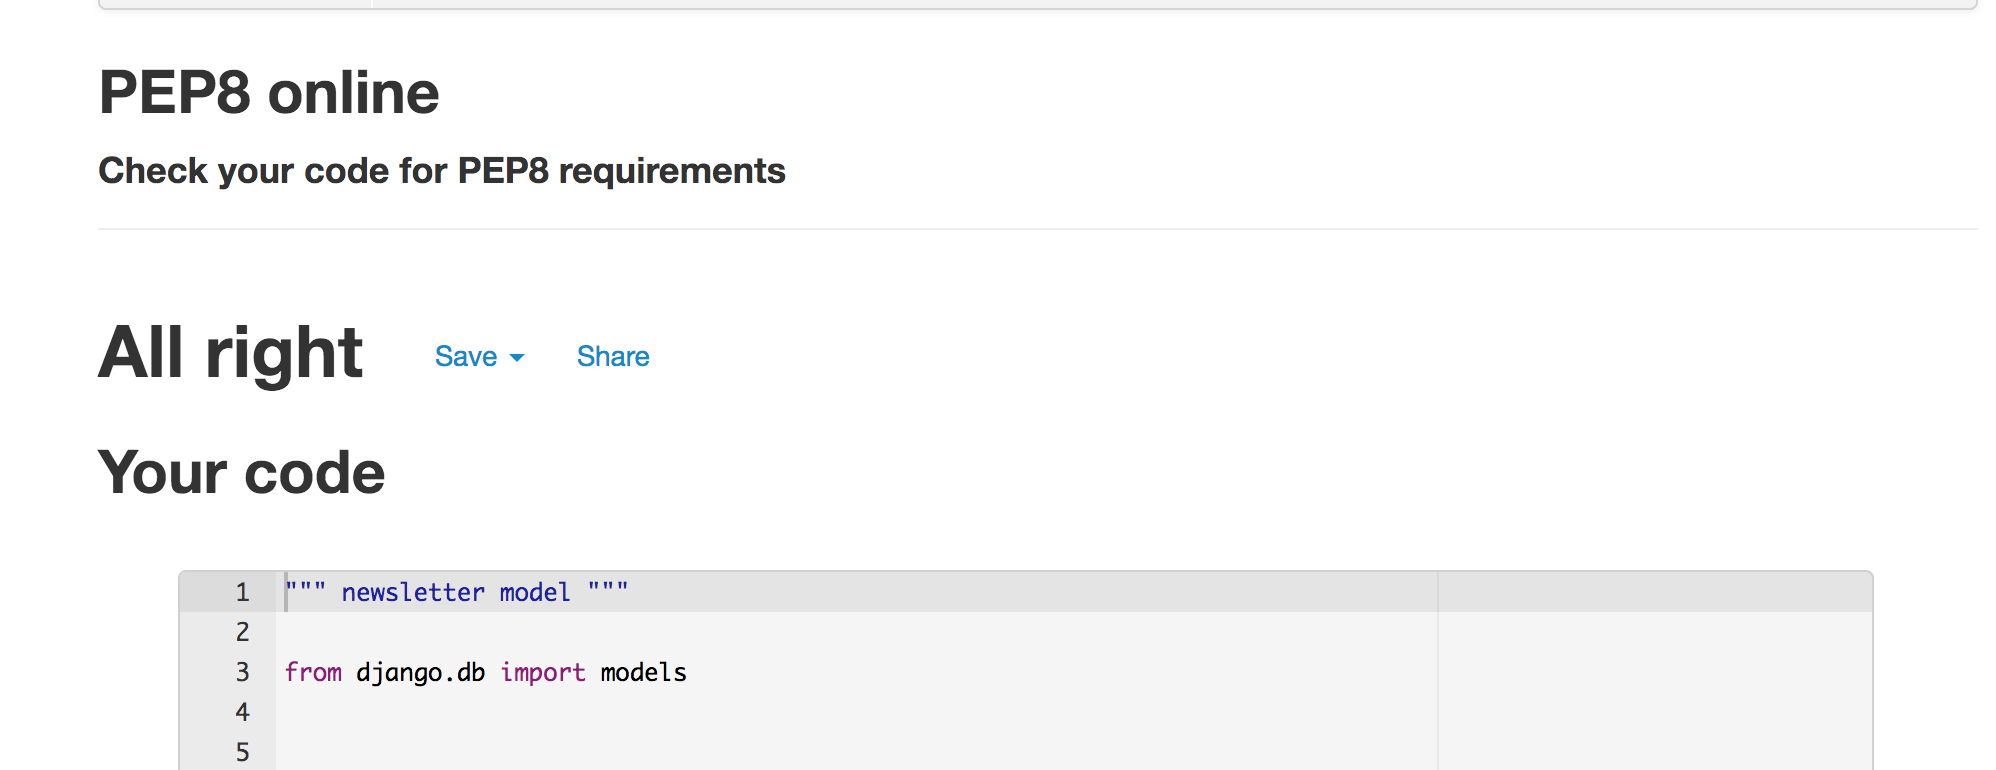 PEP8 online
Check your code for PEP8 requirements
All right Save Share
Your code
1 """ newsletter model """
2
3 from django.db import models
4
5